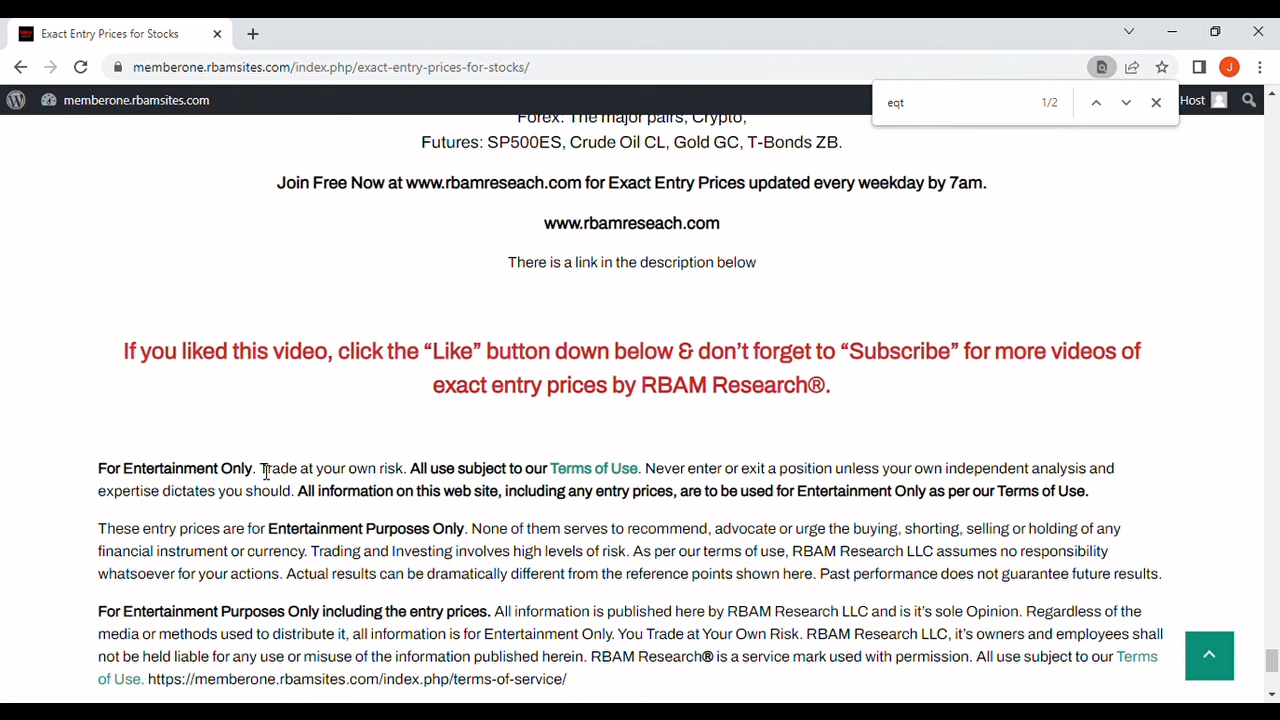 Exact Entry Prices for Stocks
memberone.rbamsites.com/index.php/exact-entry-prices-for-stocks/
J
memberone.rbamsites.com
eqt 1/2
Host
Forex: The major pairs, Crypto,
Futures: SP500ES, Crude Oil CL, Gold GC, T-Bonds ZB.
Join Free Now at www.rbamreseach.com for Exact Entry Prices updated every weekday by 7am.
www.rbamreseach.com
There is a link in the description below
If you liked this video, click the “Like” button down below & don’t forget to “Subscribe” for more videos of
exact entry prices by RBAM Research®.
For Entertainment Only. Trade at your own risk. All use subject to our Terms of Use. Never enter or exit a position unless your own independent analysis and
expertise dictates you should. All information on this web site, including any entry prices, are to be used for Entertainment Only as per our Terms of Use.
These entry prices are for Entertainment Purposes Only. None of them serves to recommend, advocate or urge the buying, shorting, selling or holding of any
financial instrument or currency. Trading and Investing involves high levels of risk. As per our terms of use, RBAM Research LLC assumes no responsibility
whatsoever for your actions. Actual results can be dramatically different from the reference points shown here. Past performance does not guarantee future results.
For Entertainment Purposes Only including the entry prices. All information is published here by RBAM Research LLC and is it’s sole Opinion. Regardless of the
media or methods used to distribute it, all information is for Entertainment Only. You Trade at Your Own Risk. RBAM Research LLC, it’s owners and employees shall
not be held liable for any use or misuse of the information published herein. RBAM Research® is a service mark used with permission. All use subject to our Terms
of Use. https://memberone.rbamsites.com/index.php/terms-of-service/